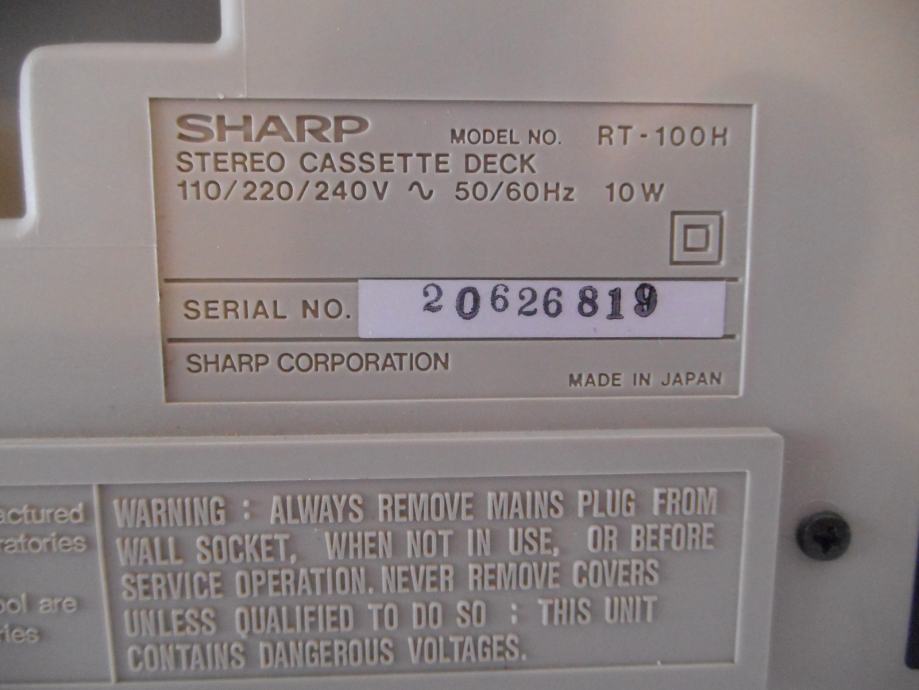 SHARP MODEL NO. RT-100H
STEREO CASSETTE DECK
110/220/240V ∿ 50/60Hz 10W
SERIAL NO. 20626819
SHARP CORPORATION
MADE IN JAPAN
actured
ratories
ool are
ries
WARNING : ALWAYS REMOVE MAINS PLUG FROM
WALL SOCKET, WHEN NOT IN USE, OR BEFORE
SERVICE OPERATION. NEVER REMOVE COVERS
UNLESS QUALIFIED TO DO SO ; THIS UNIT
CONTAINS DANGEROUS VOLTAGES.